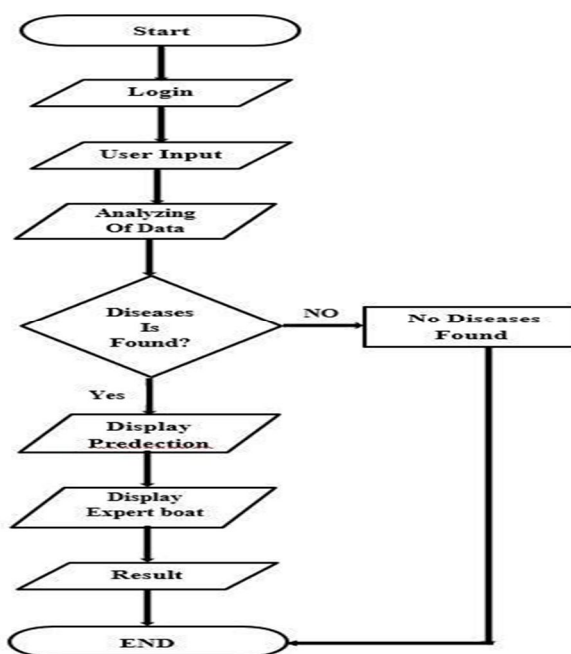 Start
Login
User Input
Analyzing
Of Data
Diseases
Is
Found?
NO
No Diseases
Found
Yes
Display
Predection
Display
Expert boat
Result
END